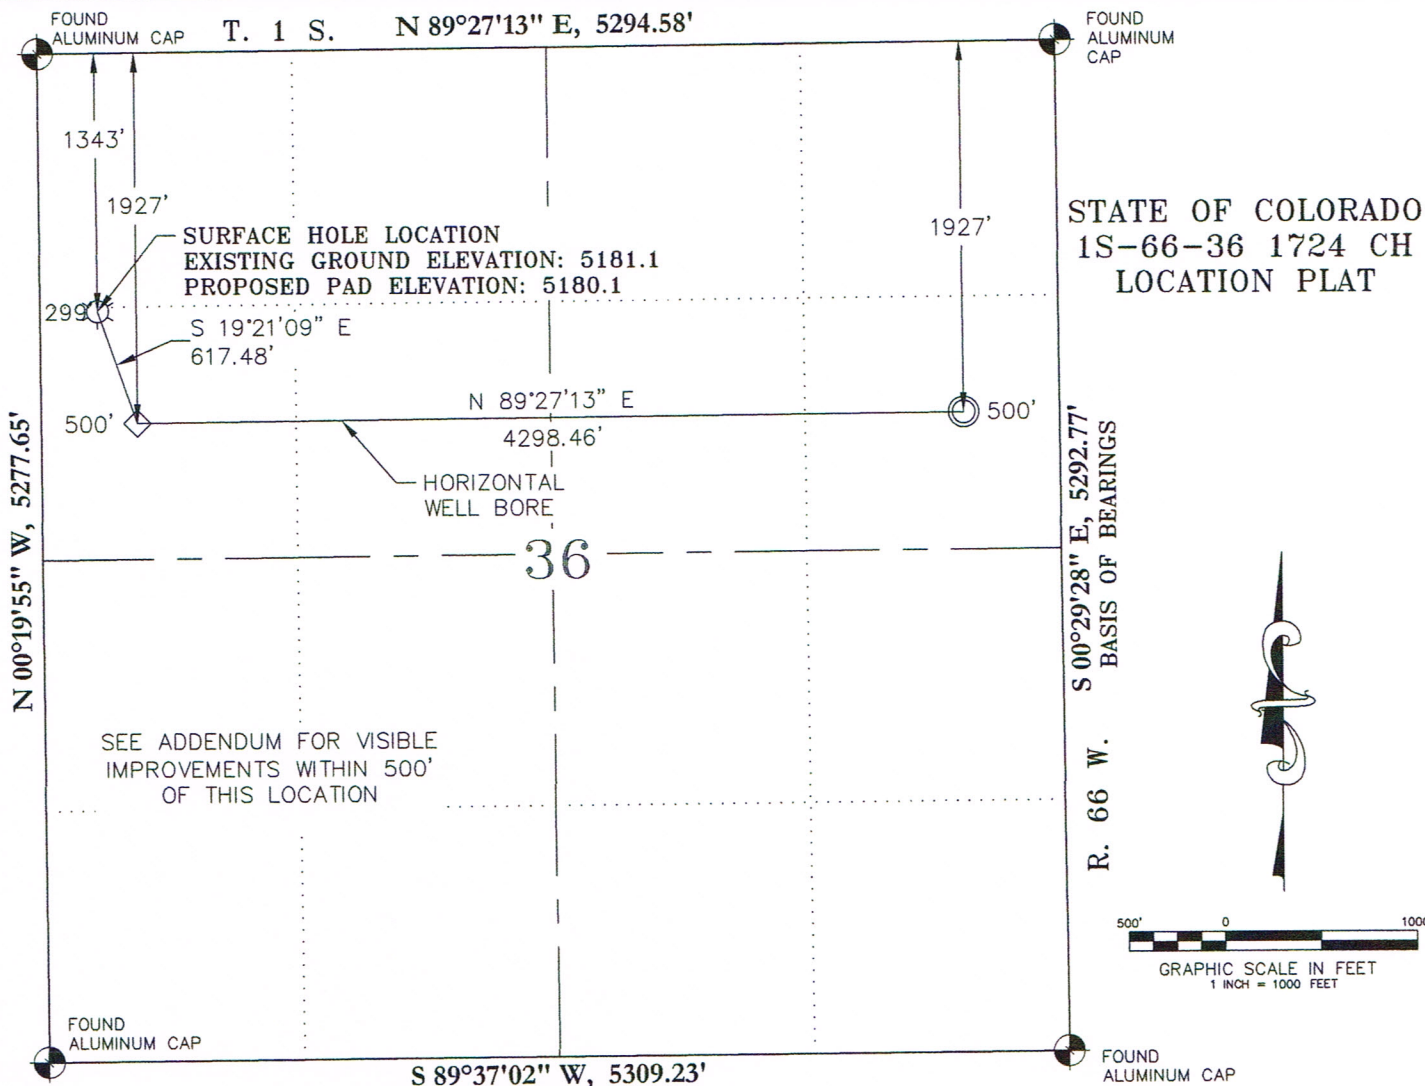 FOUND
ALUMINUM CAP
T. 1 S.
N 89°27'13" E, 5294.58'
FOUND
ALUMINUM
CAP
1343'
1927'
1927'
SURFACE HOLE LOCATION
EXISTING GROUND ELEVATION: 5181.1
PROPOSED PAD ELEVATION: 5180.1
STATE OF COLORADO
1S-66-36 1724 CH
LOCATION PLAT
299'
S 19°21'09" E
617.48'
500'
N 89°27'13" E
4298.46'
500'
HORIZONTAL
WELL BORE
N 00°19'55" W, 5277.65'
S 00°29'28" E, 5292.77'
BASIS OF BEARINGS
36
SEE ADDENDUM FOR VISIBLE
IMPROVEMENTS WITHIN 500'
OF THIS LOCATION
R. 66 W.
500' 0 1000
GRAPHIC SCALE IN FEET
1 INCH = 1000 FEET
FOUND
ALUMINUM CAP
S 89°37'02" W, 5309.23'
FOUND
ALUMINUM CAP